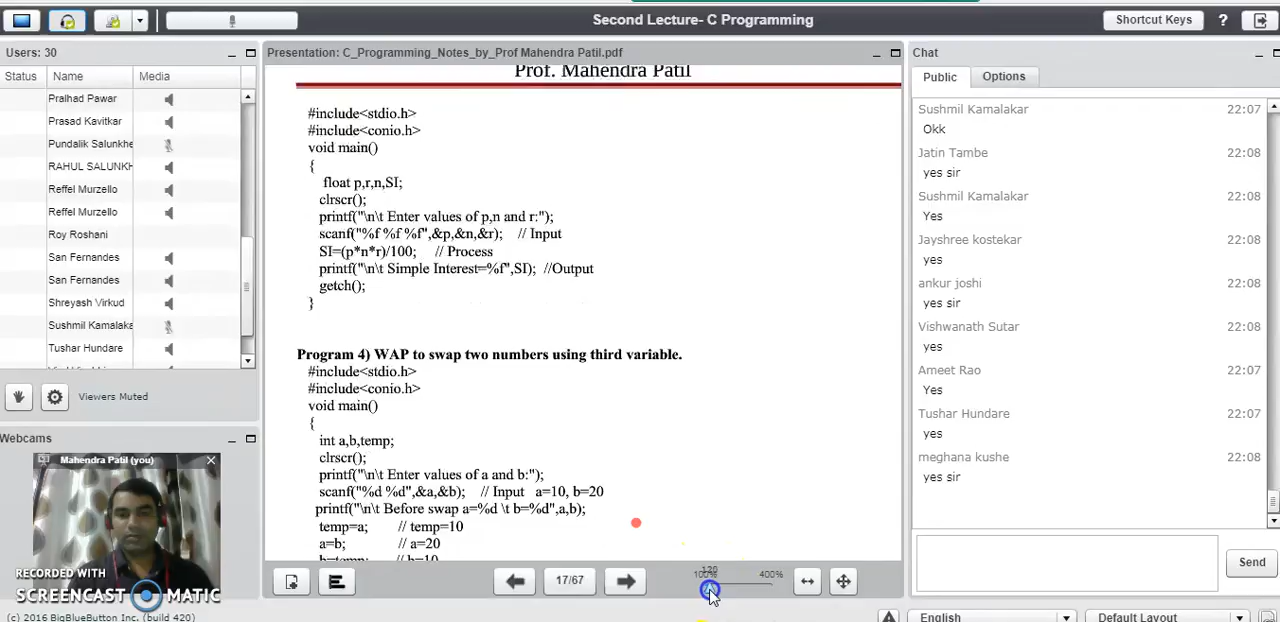 Second Lecture- C Programming
Shortcut Keys
?
Users: 30
Status Name Media
Pralhad Pawar
Prasad Kavitkar
Pundalik Salunkhe
RAHUL SALUNKH
Reffel Murzello
Reffel Murzello
Roy Roshani
San Fernandes
San Fernandes
Shreyash Virkud
Sushmil Kamalaka
Tushar Hundare
Viewers Muted
Webcams
Mahendra Patil (you)
RECORDED WITH
SCREENCAST MATIC
(c) 2016 BigBlueButton Inc. (build 420)
Presentation: C_Programming_Notes_by_Prof Mahendra Patil.pdf
Prof. Mahendra Patil
#include<stdio.h>
#include<conio.h>
void main()
{
float p,r,n,SI;
clrscr();
printf("\n\t Enter values of p,n and r:");
scanf("%f %f %f",&p,&n,&r); // Input
SI=(p*n*r)/100; // Process
printf("\n\t Simple Interest=%f",SI); //Output
getch();
}
Program 4) WAP to swap two numbers using third variable.
#include<stdio.h>
#include<conio.h>
void main()
{
int a,b,temp;
clrscr();
printf("\n\t Enter values of a and b:");
scanf("%d %d",&a,&b); // Input a=10, b=20
printf("\n\t Before swap a=%d \t b=%d",a,b);
temp=a; // temp=10
a=b; // a=20
b=temp; // b=10
17/67
120
100% 400%
Chat
Public Options
Sushmil Kamalakar 22:07
Okk
Jatin Tambe 22:08
yes sir
Sushmil Kamalakar 22:08
Yes
Jayshree kostekar 22:08
yes
ankur joshi 22:08
yes sir
Vishwanath Sutar 22:08
yes
Ameet Rao 22:07
Yes
Tushar Hundare 22:07
yes
meghana kushe 22:08
yes sir
Send
English
Default Layout